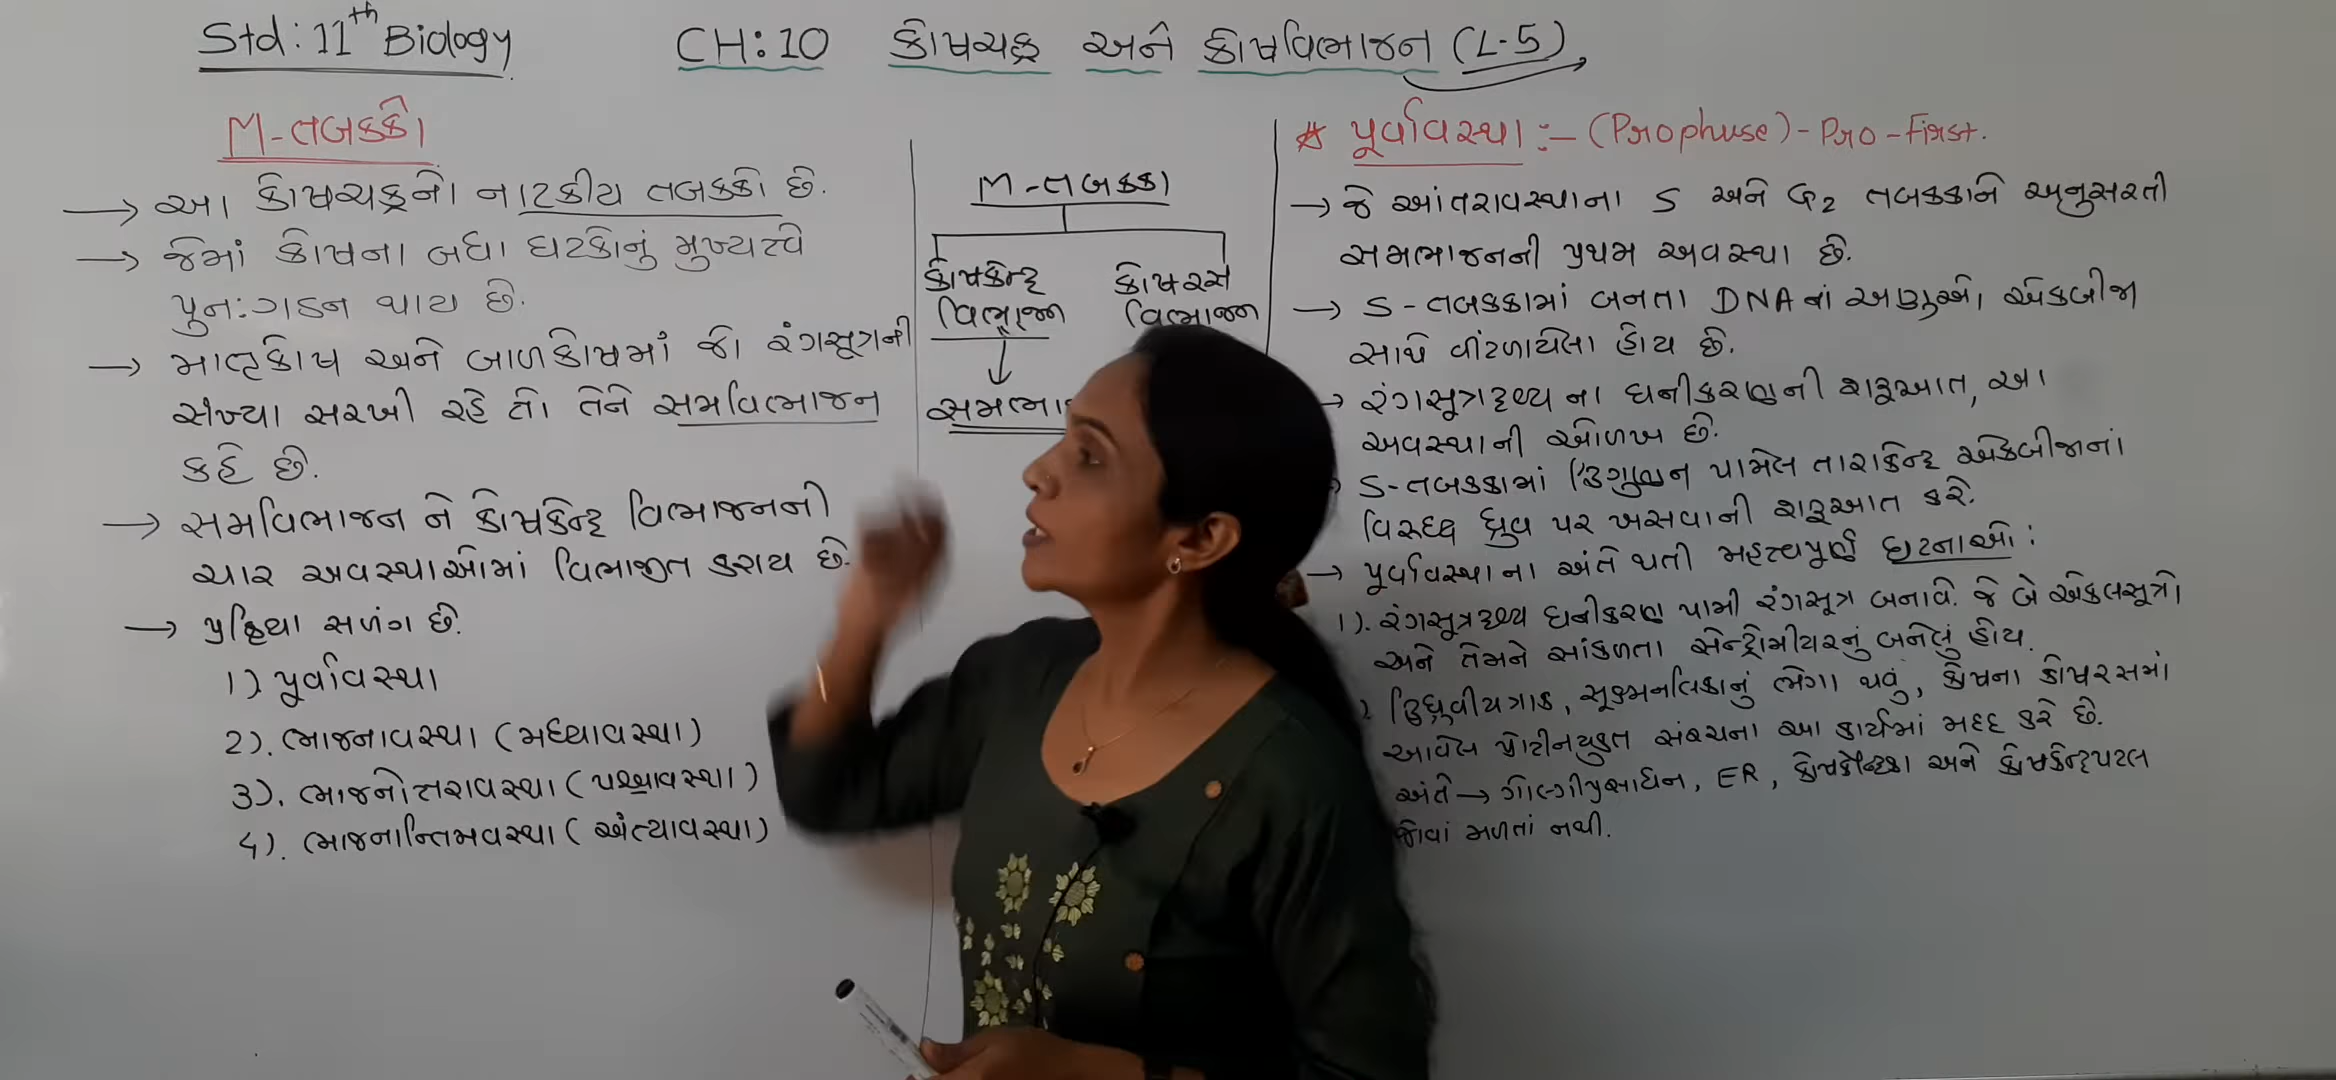 Std: 11th Biology
CH: 10 કોષચક્ર અને કોષવિભાજન (L-5)
M-તબક્કો
→ આ કોષચક્રનો નાટકીય તબક્કો છે.
→ જેમાં કોષના બધા ઘટકોનું મુખ્યત્વે
પુનઃગઠન થાય છે.
→ માતૃકોષ અને બાળકોષમાં જો રંગસૂત્રની
સંખ્યા સરખી રહે તો તેને સમવિભાજન
કહે છે.
→ સમવિભાજન ને કોષકેન્દ્ર વિભાજનની
ચાર અવસ્થાઓમાં વિભાજીત કરાય છે.
→ પ્રક્રિયા સળંગ છે.
1) પૂર્વાવસ્થા
2). ભાજનાવસ્થા (મધ્યાવસ્થા)
3). ભાજનોત્તરાવસ્થા (પશ્ચાવસ્થા)
4). ભાજનાન્તિમવસ્થા (અંત્યાવસ્થા)
M-તબક્કા
કોષકેન્દ્ર
વિભાજન
કોષરસ
વિભાજન
★ પૂર્વાવસ્થા :- (Prophase) - Pro - First.
→ જે આંતરાવસ્થાના S અને G2 તબક્કાને અનુસરતી
સમભાજનની પ્રથમ અવસ્થા છે.
→ S-તબક્કામાં બનતા DNA નાં અણુઓ એકબીજા
સાથે વીંટળાયેલા હોય છે.
→ રંગસૂત્રદ્રવ્ય ના ઘનીકરણની શરૂઆત, આ
અવસ્થાની ઓળખ છે.
S-તબક્કામાં દ્વિગુણન પામેલ તારાકેન્દ્ર એકબીજાનાં
વિરુદ્ધ ધ્રુવ પર ખસવાની શરૂઆત કરે.
→ પૂર્વાવસ્થાના અંતે થતી મહત્ત્વપૂર્ણ ઘટનાઓ :
1). રંગસૂત્રદ્રવ્ય ઘનીકરણ પામી રંગસૂત્ર બનાવે. જે બે એકલસૂત્રો
અને તેમને સાંકળતા સેન્ટ્રોમીયરનું બનેલું હોય.
દ્વિધ્રુવીયત્રાક, સૂક્ષ્મનલિકાનું ભેગા થવું, કોષના કોષરસમાં
આવેલ પ્રોટીનયુક્ત સંરચના આ કાર્યમાં મદદ કરે છે.
અંતે → ગોલ્ગીપ્રસાધન, ER, કોષકેન્દ્રિકા અને કોષકેન્દ્રપટલ
જોવાં મળતાં નથી.